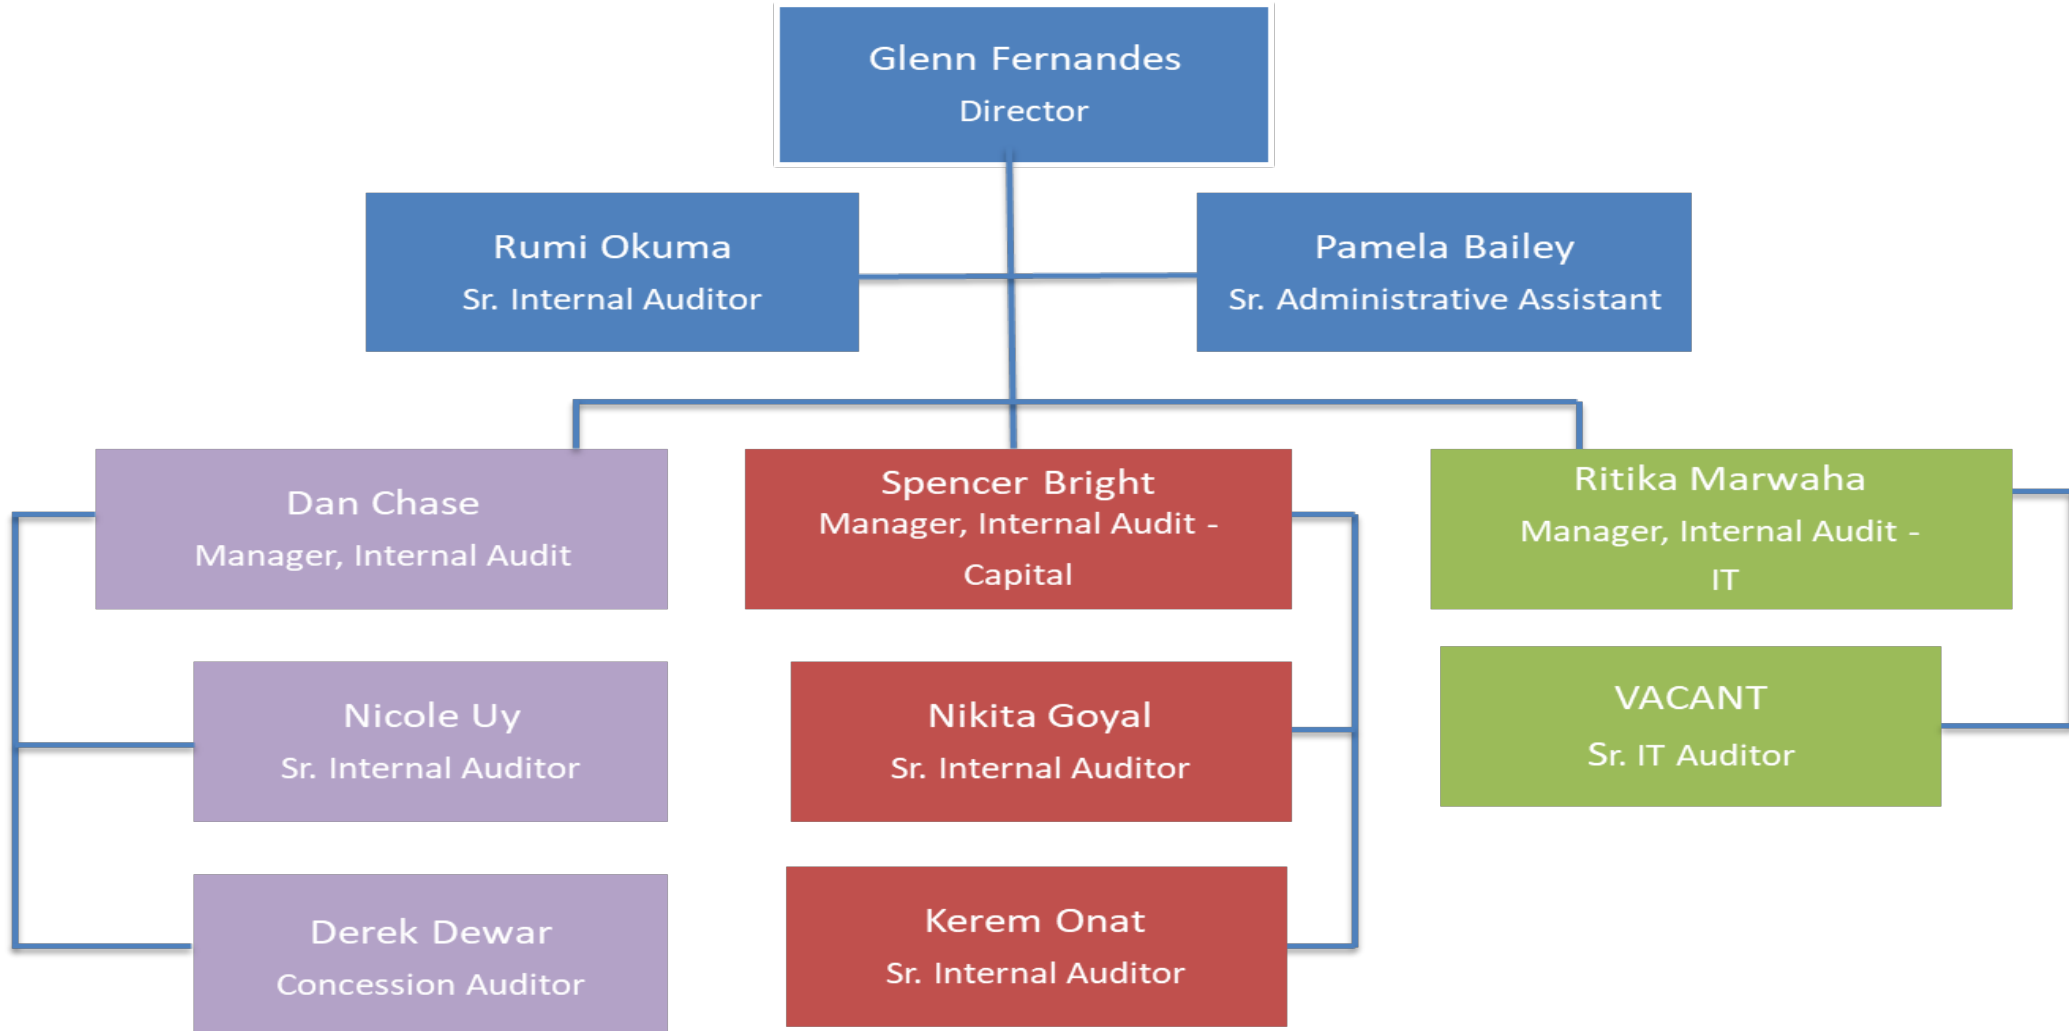 Glenn Fernandes
Director
Rumi Okuma
Sr. Internal Auditor
Pamela Bailey
Sr. Administrative Assistant
Dan Chase
Manager, Internal Audit
Spencer Bright
Manager, Internal Audit -
Capital
Ritika Marwaha
Manager, Internal Audit -
IT
Nicole Uy
Sr. Internal Auditor
Nikita Goyal
Sr. Internal Auditor
VACANT
Sr. IT Auditor
Derek Dewar
Concession Auditor
Kerem Onat
Sr. Internal Auditor